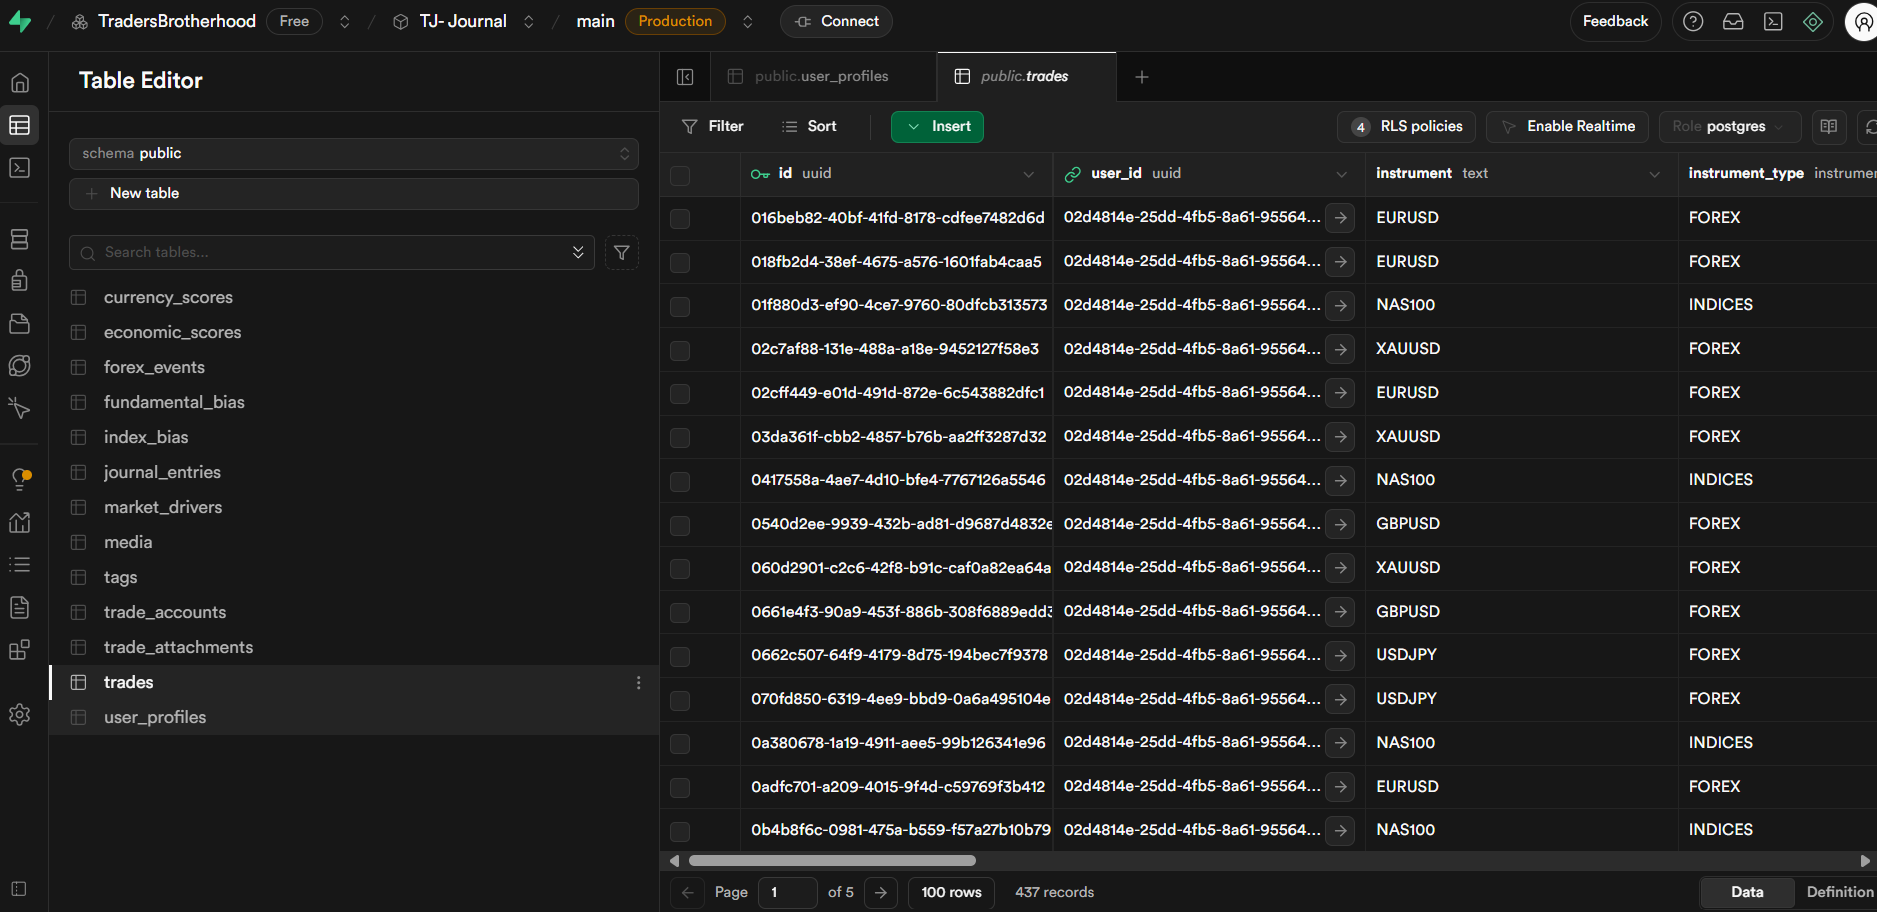 TradersBrotherhood Free / TJ- Journal / main Production Connect Feedback
Table Editor
schema public
New table
Search tables...
currency_scores
economic_scores
forex_events
fundamental_bias
index_bias
journal_entries
market_drivers
media
tags
trade_accounts
trade_attachments
trades
user_profiles
public.user_profiles public.trades
Filter Sort Insert 4 RLS policies Enable Realtime Role postgres
id uuid user_id uuid instrument text instrument_type instrumen
016beb82-40bf-41fd-8178-cdfee7482d6d 02d4814e-25dd-4fb5-8a61-95564... EURUSD FOREX
018fb2d4-38ef-4675-a576-1601fab4caa5 02d4814e-25dd-4fb5-8a61-95564... EURUSD FOREX
01f880d3-ef90-4ce7-9760-80dfcb313573 02d4814e-25dd-4fb5-8a61-95564... NAS100 INDICES
02c7af88-131e-488a-a18e-9452127f58e3 02d4814e-25dd-4fb5-8a61-95564... XAUUSD FOREX
02cff449-e01d-491d-872e-6c543882dfc1 02d4814e-25dd-4fb5-8a61-95564... EURUSD FOREX
03da361f-cbb2-4857-b76b-aa2ff3287d32 02d4814e-25dd-4fb5-8a61-95564... XAUUSD FOREX
0417558a-4ae7-4d10-bfe4-7767126a5546 02d4814e-25dd-4fb5-8a61-95564... NAS100 INDICES
0540d2ee-9939-432b-ad81-d9687d4832e 02d4814e-25dd-4fb5-8a61-95564... GBPUSD FOREX
060d2901-c2c6-42f8-b91c-caf0a82ea64a 02d4814e-25dd-4fb5-8a61-95564... XAUUSD FOREX
0661e4f3-90a9-453f-886b-308f6889edd3 02d4814e-25dd-4fb5-8a61-95564... GBPUSD FOREX
0662c507-64f9-4179-8d75-194bec7f9378 02d4814e-25dd-4fb5-8a61-95564... USDJPY FOREX
070fd850-6319-4ee9-bbd9-0a6a495104e 02d4814e-25dd-4fb5-8a61-95564... USDJPY FOREX
0a380678-1a19-4911-aee5-99b126341e96 02d4814e-25dd-4fb5-8a61-95564... NAS100 INDICES
0adfc701-a209-4015-9f4d-c59769f3b412 02d4814e-25dd-4fb5-8a61-95564... EURUSD FOREX
0b4b8f6c-0981-475a-b559-f57a27b10b79 02d4814e-25dd-4fb5-8a61-95564... NAS100 INDICES
Page 1 of 5 100 rows 437 records Data Definition